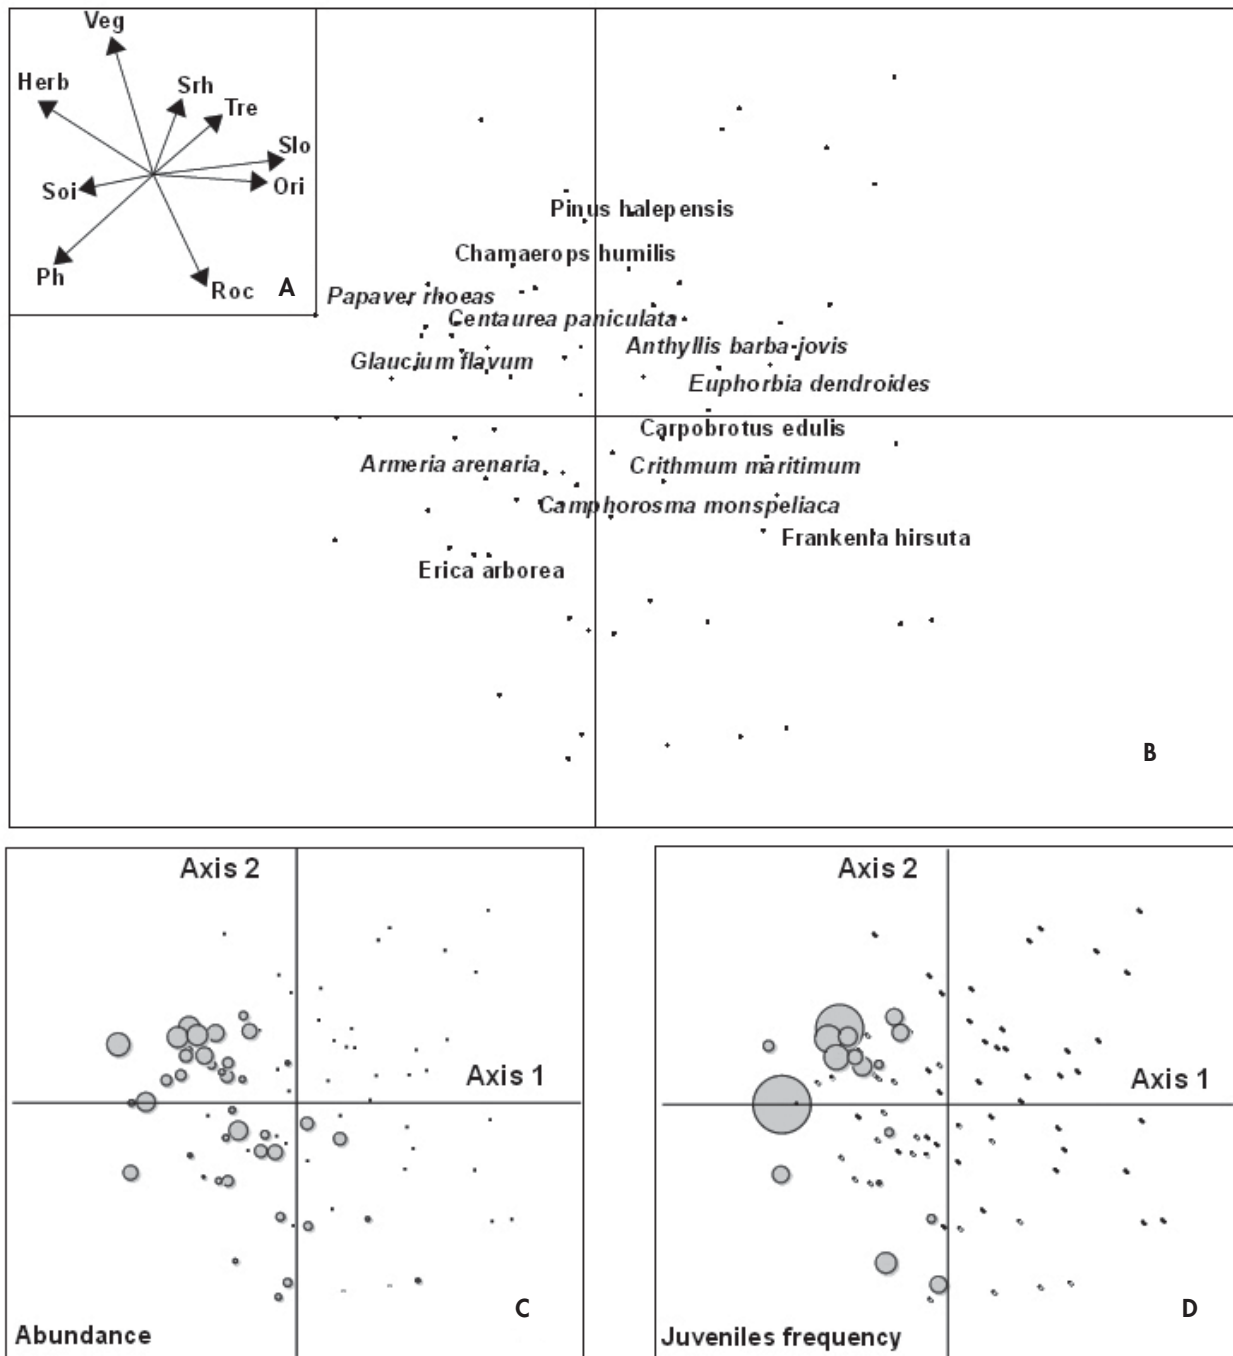 Veg
Herb
Srh
Tre
Slo
Soi
Ori
Ph
Roc
A
Pinus halepensis
Chamaerops humilis
Papaver rhoeas
Centaurea paniculata
Anthyllis barba-jovis
Glaucium flavum
Euphorbia dendroides
Carpobrotus edulis
Armeria arenaria
Crithmum maritimum
Camphorosma monspeliaca
Frankenia hirsuta
Erica arborea
B
Axis 2
Axis 1
C
Abundance
Axis 2
Axis 1
D
Juveniles frequency